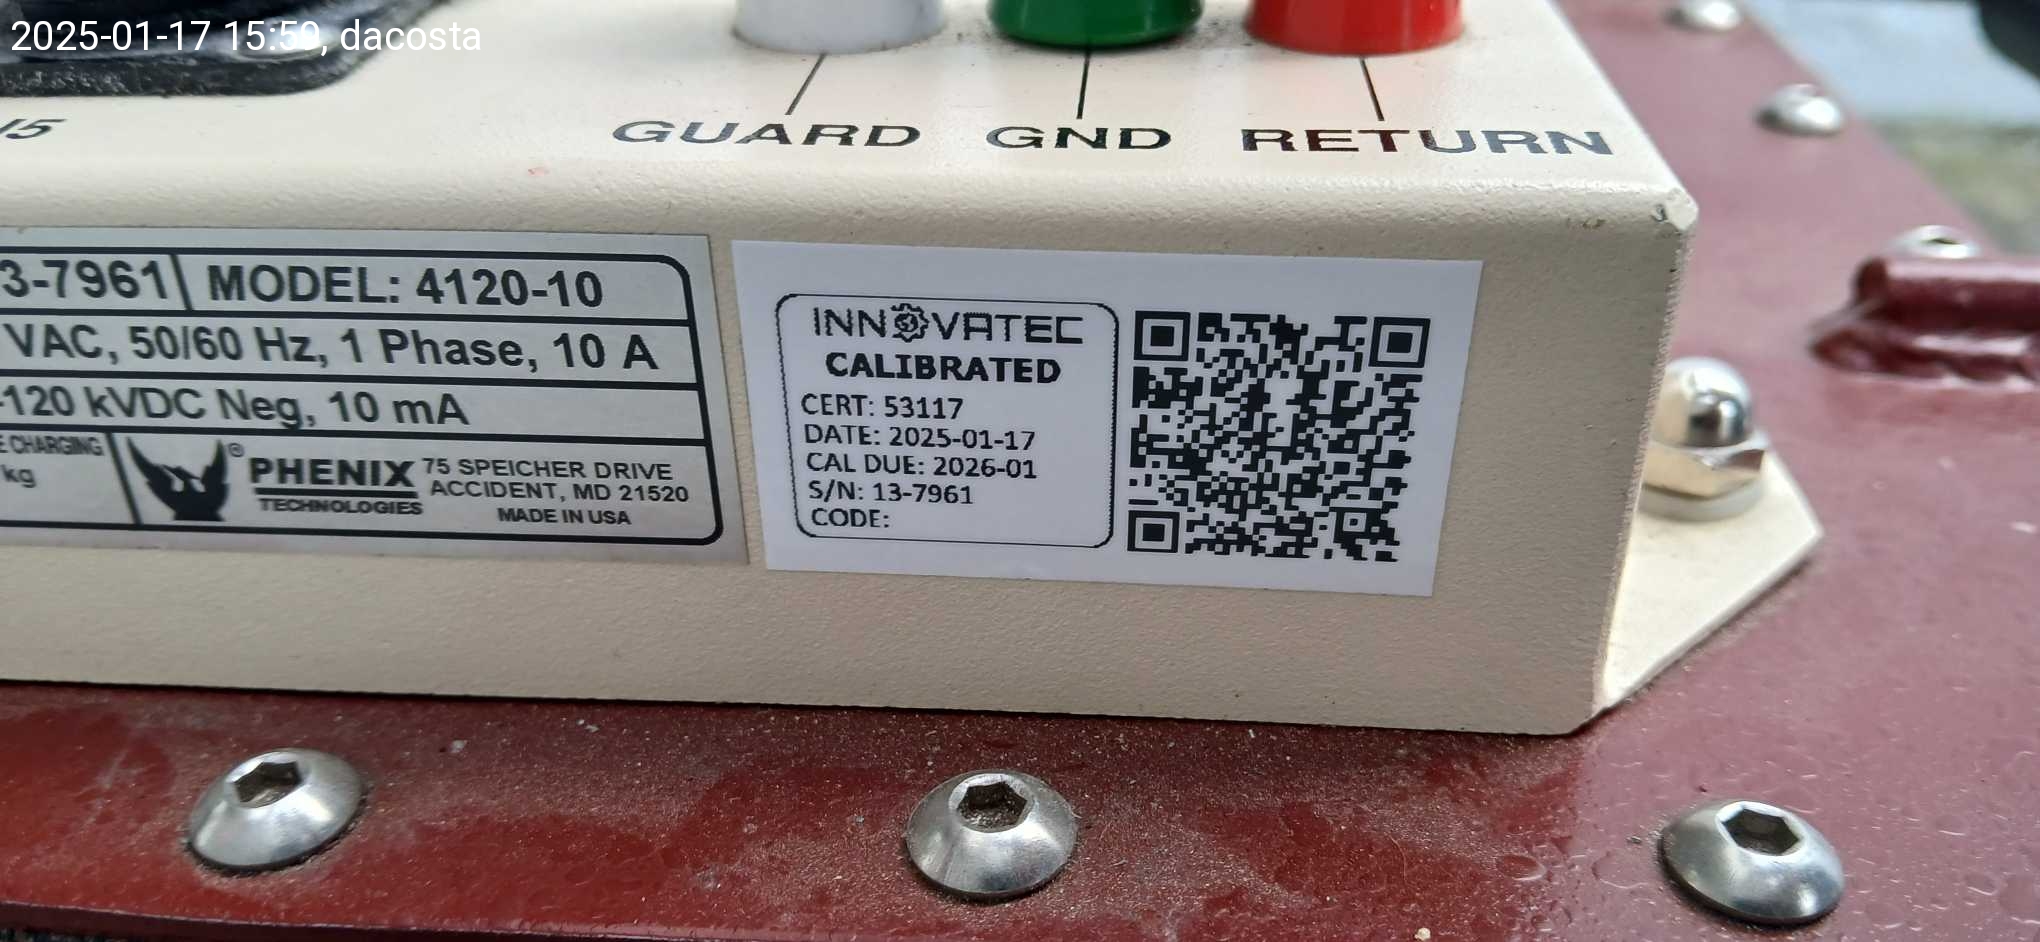 2025-01-17 15:59, dacosta
GUARD GND RETURN
3-7961 MODEL: 4120-10
VAC, 50/60 Hz, 1 Phase, 10 A
-120 kVDC Neg, 10 mA
CHARGING
kg
® PHENIX
TECHNOLOGIES
75 SPEICHER DRIVE
ACCIDENT, MD 21520
MADE IN USA
INNOVATEC
CALIBRATED
CERT: 53117
DATE: 2025-01-17
CAL DUE: 2026-01
S/N: 13-7961
CODE: